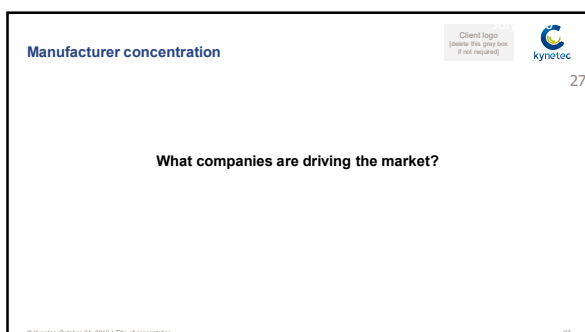 Manufacturer concentration
Client logo
[delete this grey box
if not required]
kynetec
27
What companies are driving the market?